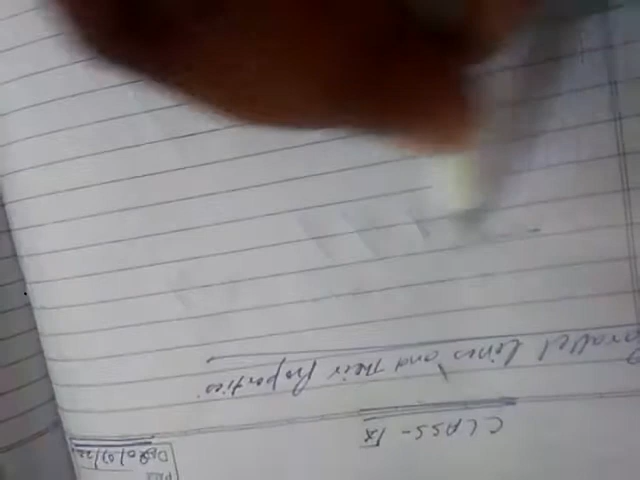 CLASS - IX
Parallel Lines and Their Properties